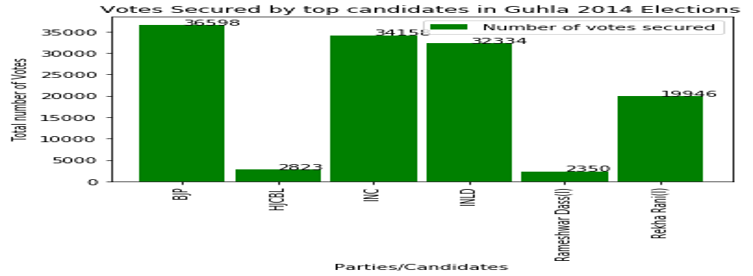 Votes Secured by top candidates in Guhla 2014 Elections
Number of votes secured
Total number of Votes
35000
30000
25000
20000
15000
10000
5000
0
36598
2823
34158
32334
2350
19946
BJP
HJCBL
INC
INLD
Rameshwar Dass(I)
Rekha Rani(I)
Parties/Candidates